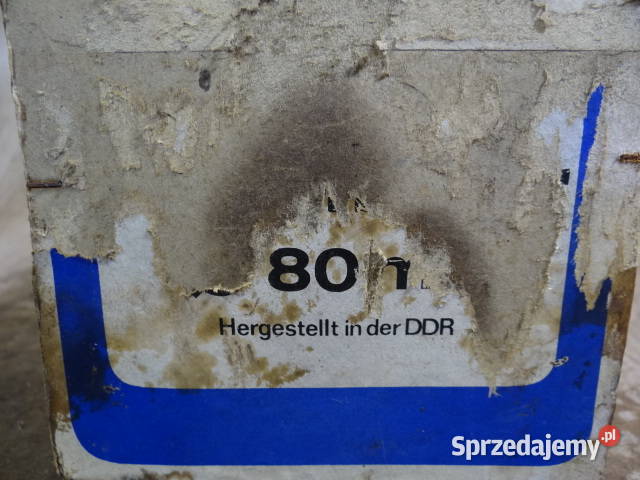 80
Hergestellt in der DDR
Sprzedajemy.pl